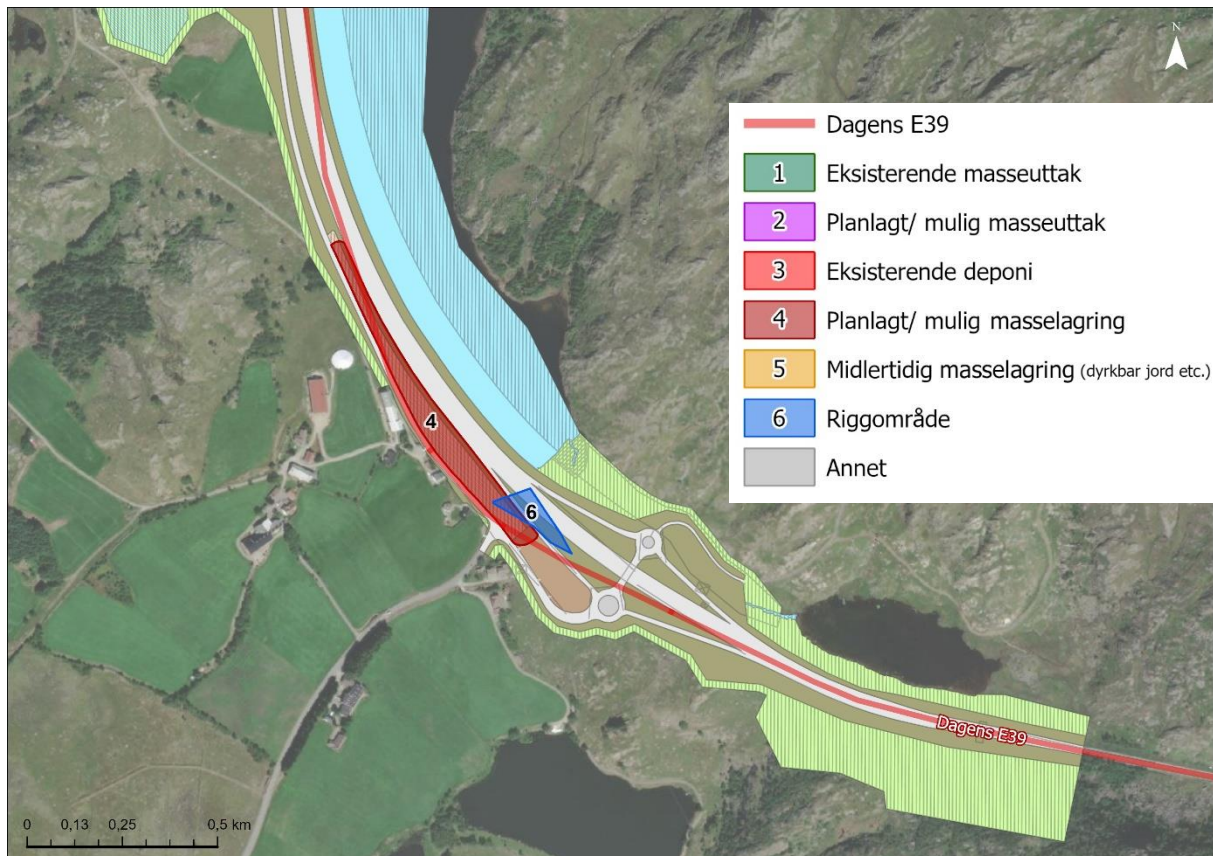 N
Dagens E39
1 Eksisterende masseuttak
2 Planlagt/ mulig masseuttak
3 Eksisterende deponi
4 Planlagt/ mulig masselagring
5 Midlertidig masselagring (dyrkbar jord etc.)
6 Riggområde
Annet
4
6
Dagens E39
0 0,13 0,25 0,5 km